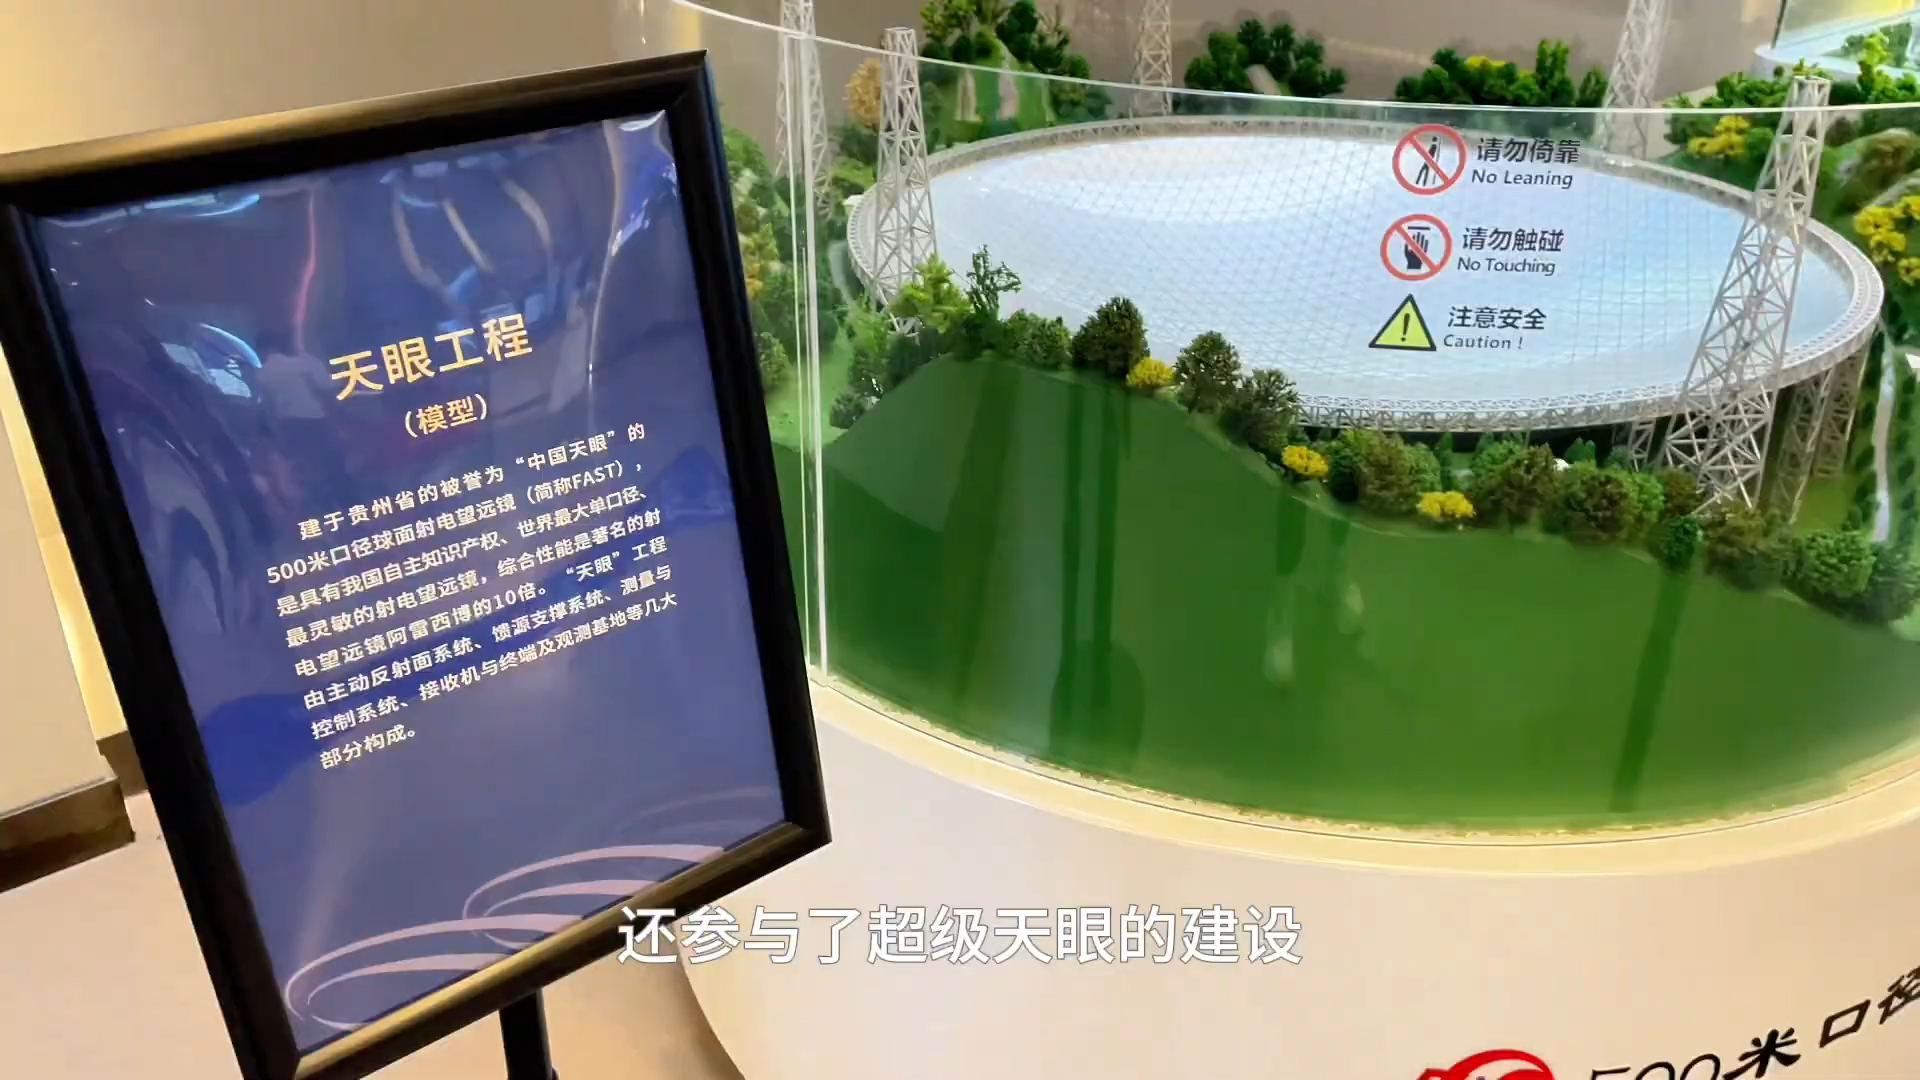 天眼工程
（模型）
建于贵州省的被誉为“中国天眼”的
500米口径球面射电望远镜（简称FAST），
是具有我国自主知识产权、世界最大单口径、
最灵敏的射电望远镜，综合性能是著名的射
电望远镜阿雷西博的10倍。“天眼”工程
由主动反射面系统、馈源支撑系统、测量与
控制系统、接收机与终端及观测基地等几大
部分构成。
请勿倚靠
No Leaning
请勿触碰
No Touching
注意安全
Caution !
还参与了超级天眼的建设
500米口径